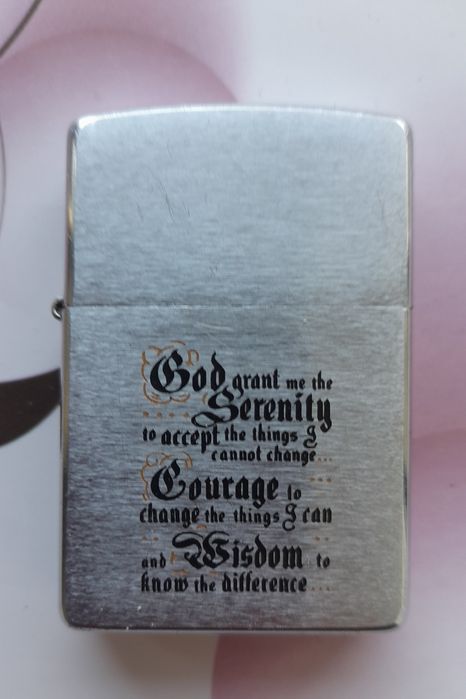 God grant me the
Serenity
to accept the things I
cannot change...
Courage to
change the things I can
and Wisdom to
know the difference...